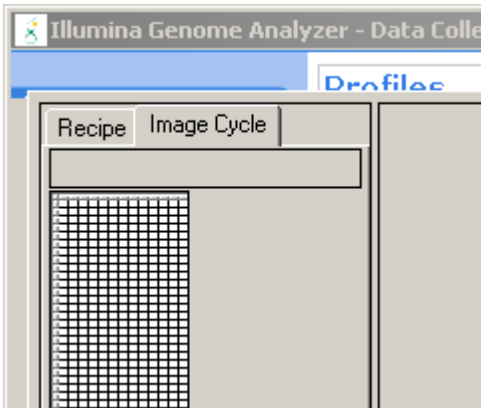 Illumina Genome Analyzer - Data Colle
Profiles
Recipe Image Cycle